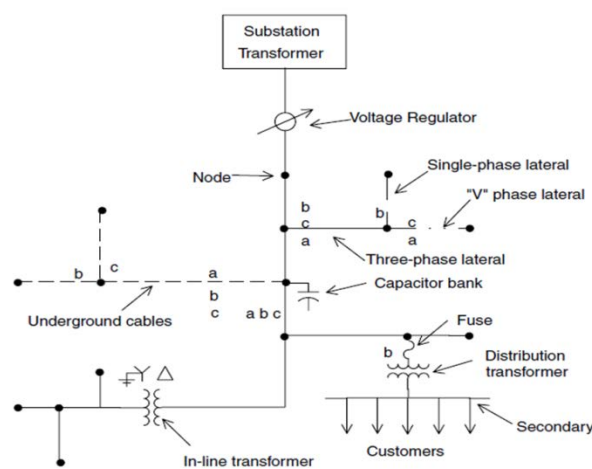 Substation
Transformer
Voltage Regulator
Node
Single-phase lateral
"V" phase lateral
b
c
a
b
c
a
Three-phase lateral
b
c
a
b
c
Capacitor bank
Underground cables
a b c
Fuse
b
Distribution
transformer
Y Δ
In-line transformer
Secondary
Customers